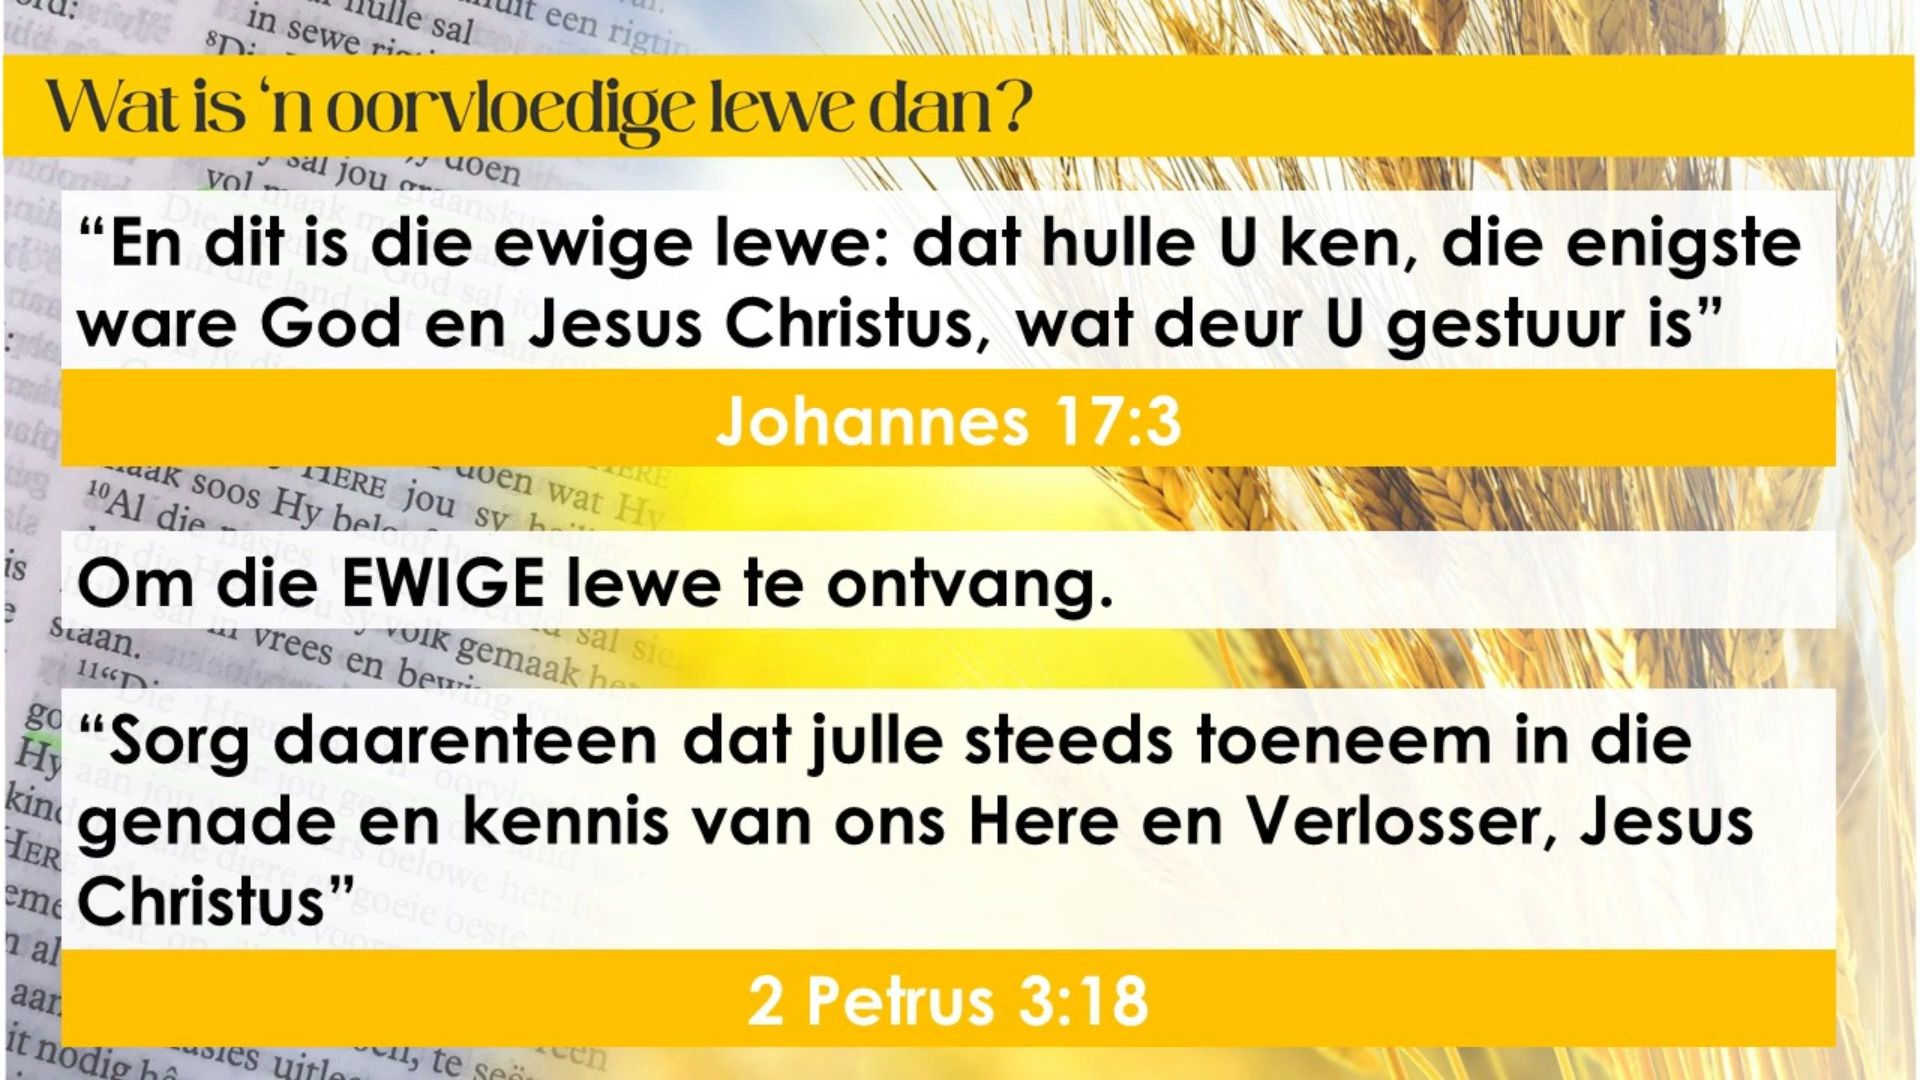 Wat is ‘n oorvloedige lewe dan?
“En dit is die ewige lewe: dat hulle U ken, die enigste
ware God en Jesus Christus, wat deur U gestuur is”
Johannes 17:3
Om die EWIGE lewe te ontvang.
“Sorg daarenteen dat julle steeds toeneem in die
genade en kennis van ons Here en Verlosser, Jesus
Christus”
2 Petrus 3:18